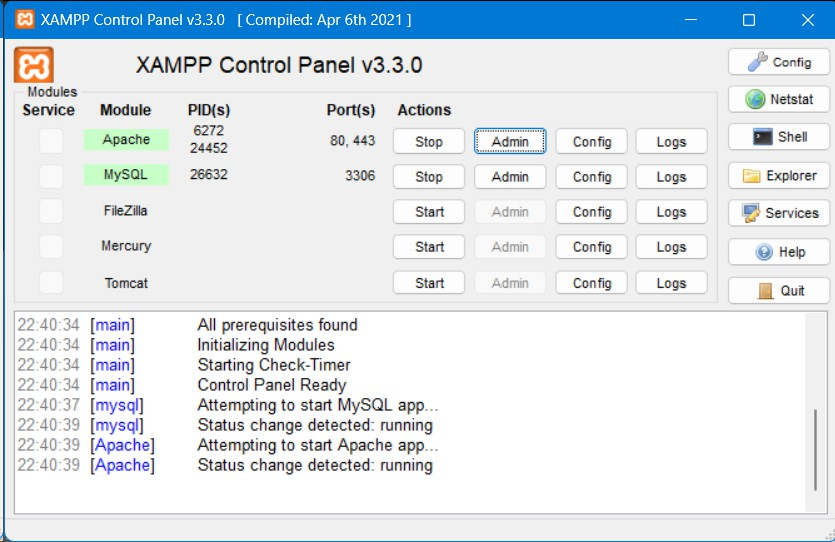 XAMPP Control Panel v3.3.0 [ Compiled: Apr 6th 2021 ]
XAMPP Control Panel v3.3.0
Config
Modules
Service Module PID(s) Port(s) Actions
Apache 6272 24452 80, 443 Stop Admin Config Logs
MySQL 26632 3306 Stop Admin Config Logs
FileZilla Start Admin Config Logs
Mercury Start Admin Config Logs
Tomcat Start Admin Config Logs
Netstat
Shell
Explorer
Services
Help
Quit
22:40:34 [main] All prerequisites found
22:40:34 [main] Initializing Modules
22:40:34 [main] Starting Check-Timer
22:40:34 [main] Control Panel Ready
22:40:37 [mysql] Attempting to start MySQL app...
22:40:39 [mysql] Status change detected: running
22:40:39 [Apache] Attempting to start Apache app...
22:40:39 [Apache] Status change detected: running